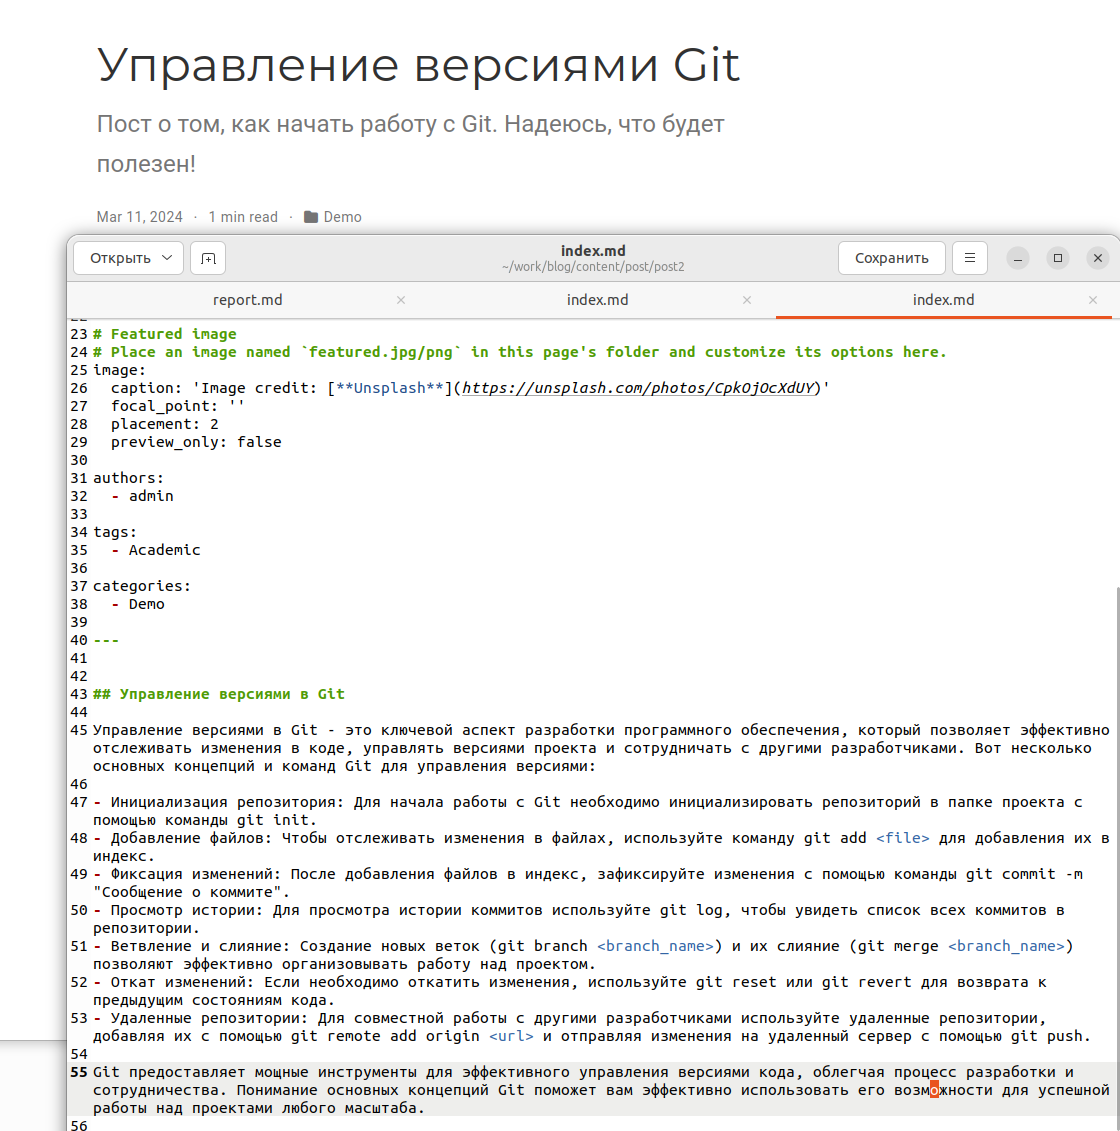 Управление версиями Git
Пост о том, как начать работу с Git. Надеюсь, что будет
полезен!
Mar 11, 2024 · 1 min read · Demo
Открыть
index.md
~/work/blog/content/post/post2
Сохранить
report.md × index.md × index.md ×
22
23 # Featured image
24 # Place an image named `featured.jpg/png` in this page's folder and customize its options here.
25 image:
26   caption: 'Image credit: [**Unsplash**](https://unsplash.com/photos/CpkOjOcXdUY)'
27   focal_point: ''
28   placement: 2
29   preview_only: false
30
31 authors:
32   - admin
33
34 tags:
35   - Academic
36
37 categories:
38   - Demo
39
40 ---
41
42
43 ## Управление версиями в Git
44
45 Управление версиями в Git - это ключевой аспект разработки программного обеспечения, который позволяет эффективно
отслеживать изменения в коде, управлять версиями проекта и сотрудничать с другими разработчиками. Вот несколько
основных концепций и команд Git для управления версиями:
46
47 - Инициализация репозитория: Для начала работы с Git необходимо инициализировать репозиторий в папке проекта с
помощью команды git init.
48 - Добавление файлов: Чтобы отслеживать изменения в файлах, используйте команду git add <file> для добавления их в
индекс.
49 - Фиксация изменений: После добавления файлов в индекс, зафиксируйте изменения с помощью команды git commit -m
"Сообщение о коммите".
50 - Просмотр истории: Для просмотра истории коммитов используйте git log, чтобы увидеть список всех коммитов в
репозитории.
51 - Ветвление и слияние: Создание новых веток (git branch <branch_name>) и их слияние (git merge <branch_name>)
позволяют эффективно организовывать работу над проектом.
52 - Откат изменений: Если необходимо откатить изменения, используйте git reset или git revert для возврата к
предыдущим состояниям кода.
53 - Удаленные репозитории: Для совместной работы с другими разработчиками используйте удаленные репозитории,
добавляя их с помощью git remote add origin <url> и отправляя изменения на удаленный сервер с помощью git push.
54
55 Git предоставляет мощные инструменты для эффективного управления версиями кода, облегчая процесс разработки и
сотрудничества. Понимание основных концепций Git поможет вам эффективно использовать его возможности для успешной
работы над проектами любого масштаба.
56